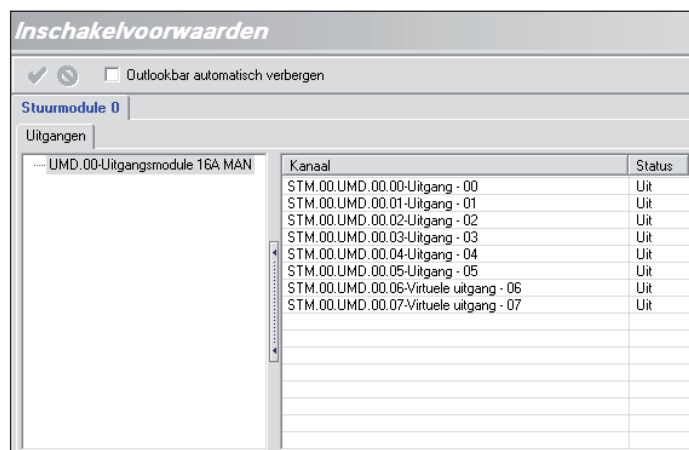 Inschakelvoorwaarden
Outlookbar automatisch verbergen
Stuurmodule 0
Uitgangen
UMD.00-Uitgangsmodule 16A MAN
Kanaal Status
STM.00.UMD.00.00-Uitgang - 00 Uit
STM.00.UMD.00.01-Uitgang - 01 Uit
STM.00.UMD.00.02-Uitgang - 02 Uit
STM.00.UMD.00.03-Uitgang - 03 Uit
STM.00.UMD.00.04-Uitgang - 04 Uit
STM.00.UMD.00.05-Uitgang - 05 Uit
STM.00.UMD.00.06-Virtuele uitgang - 06 Uit
STM.00.UMD.00.07-Virtuele uitgang - 07 Uit